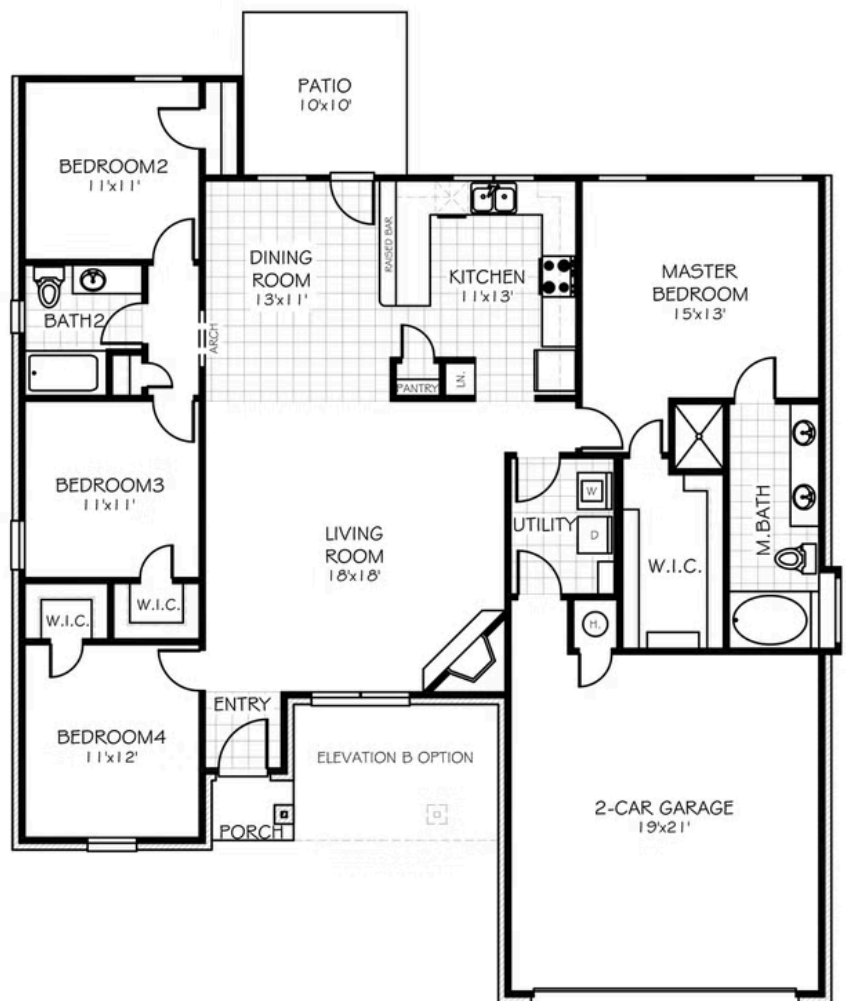 PATIO
10'x10'
BEDROOM2
11'x11'
DINING
ROOM
13'x11'
RAISED BAR
KITCHEN
11'x13'
MASTER
BEDROOM
15'x13'
BATH2
ARCH
PANTRY
LN.
BEDROOM3
11'x11'
LIVING
ROOM
18'x18'
UTILITY
W
D
W.I.C.
M.BATH
W.I.C.
W.I.C.
H.
ENTRY
BEDROOM4
11'x12'
ELEVATION B OPTION
PORCH
2-CAR GARAGE
19'x21'